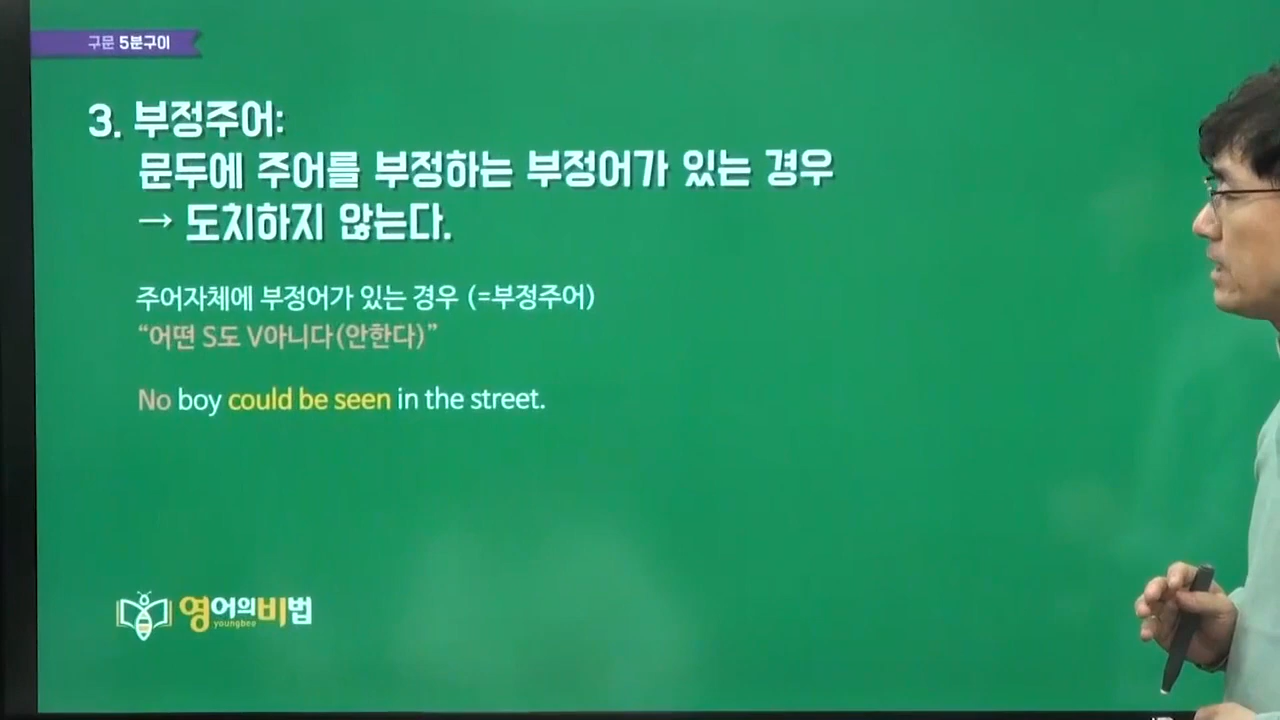 구문 5분구이
3. 부정주어:
문두에 주어를 부정하는 부정어가 있는 경우
→ 도치하지 않는다.
주어자체에 부정어가 있는 경우 (=부정주어)
“어떤 S도 V아니다(안한다)”
No boy could be seen in the street.
영어의비법
youngbee